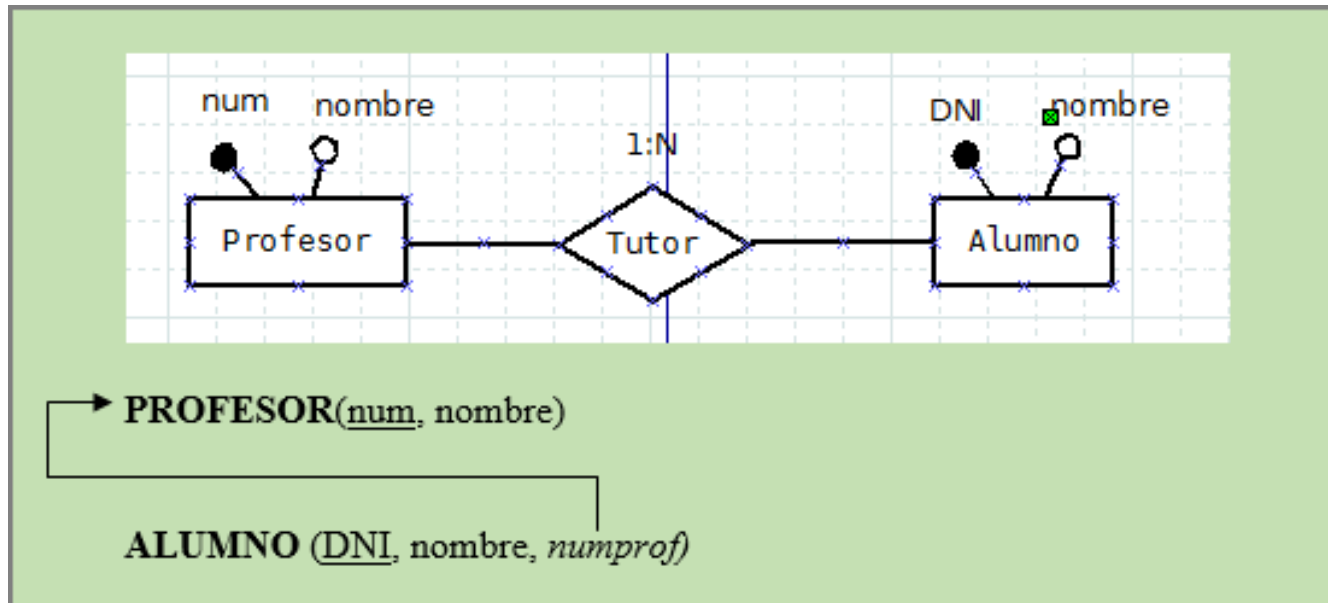 num nombre
DNI nombre
1:N
Profesor Tutor Alumno
PROFESOR(num, nombre)
ALUMNO (DNI, nombre, numprof)